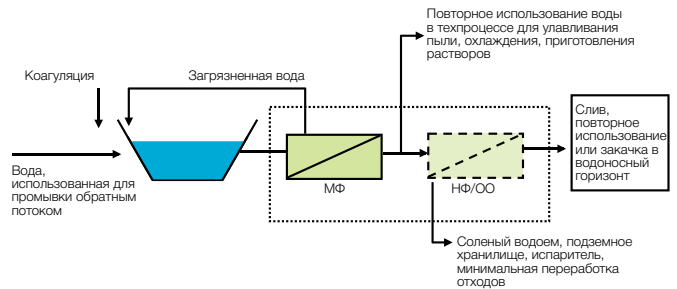 Повторное использование воды
в техпроцессе для улавливания
пыли, охлаждения, приготовления
растворов
Коагуляция
Загрязненная вода
Слив,
повторное
использование
или закачка в
водоносный
горизонт
Вода,
использованная для
промывки обратным
потоком
МФ
НФ/ОО
Соленый водоем, подземное
хранилище, испаритель,
минимальная переработка
отходов